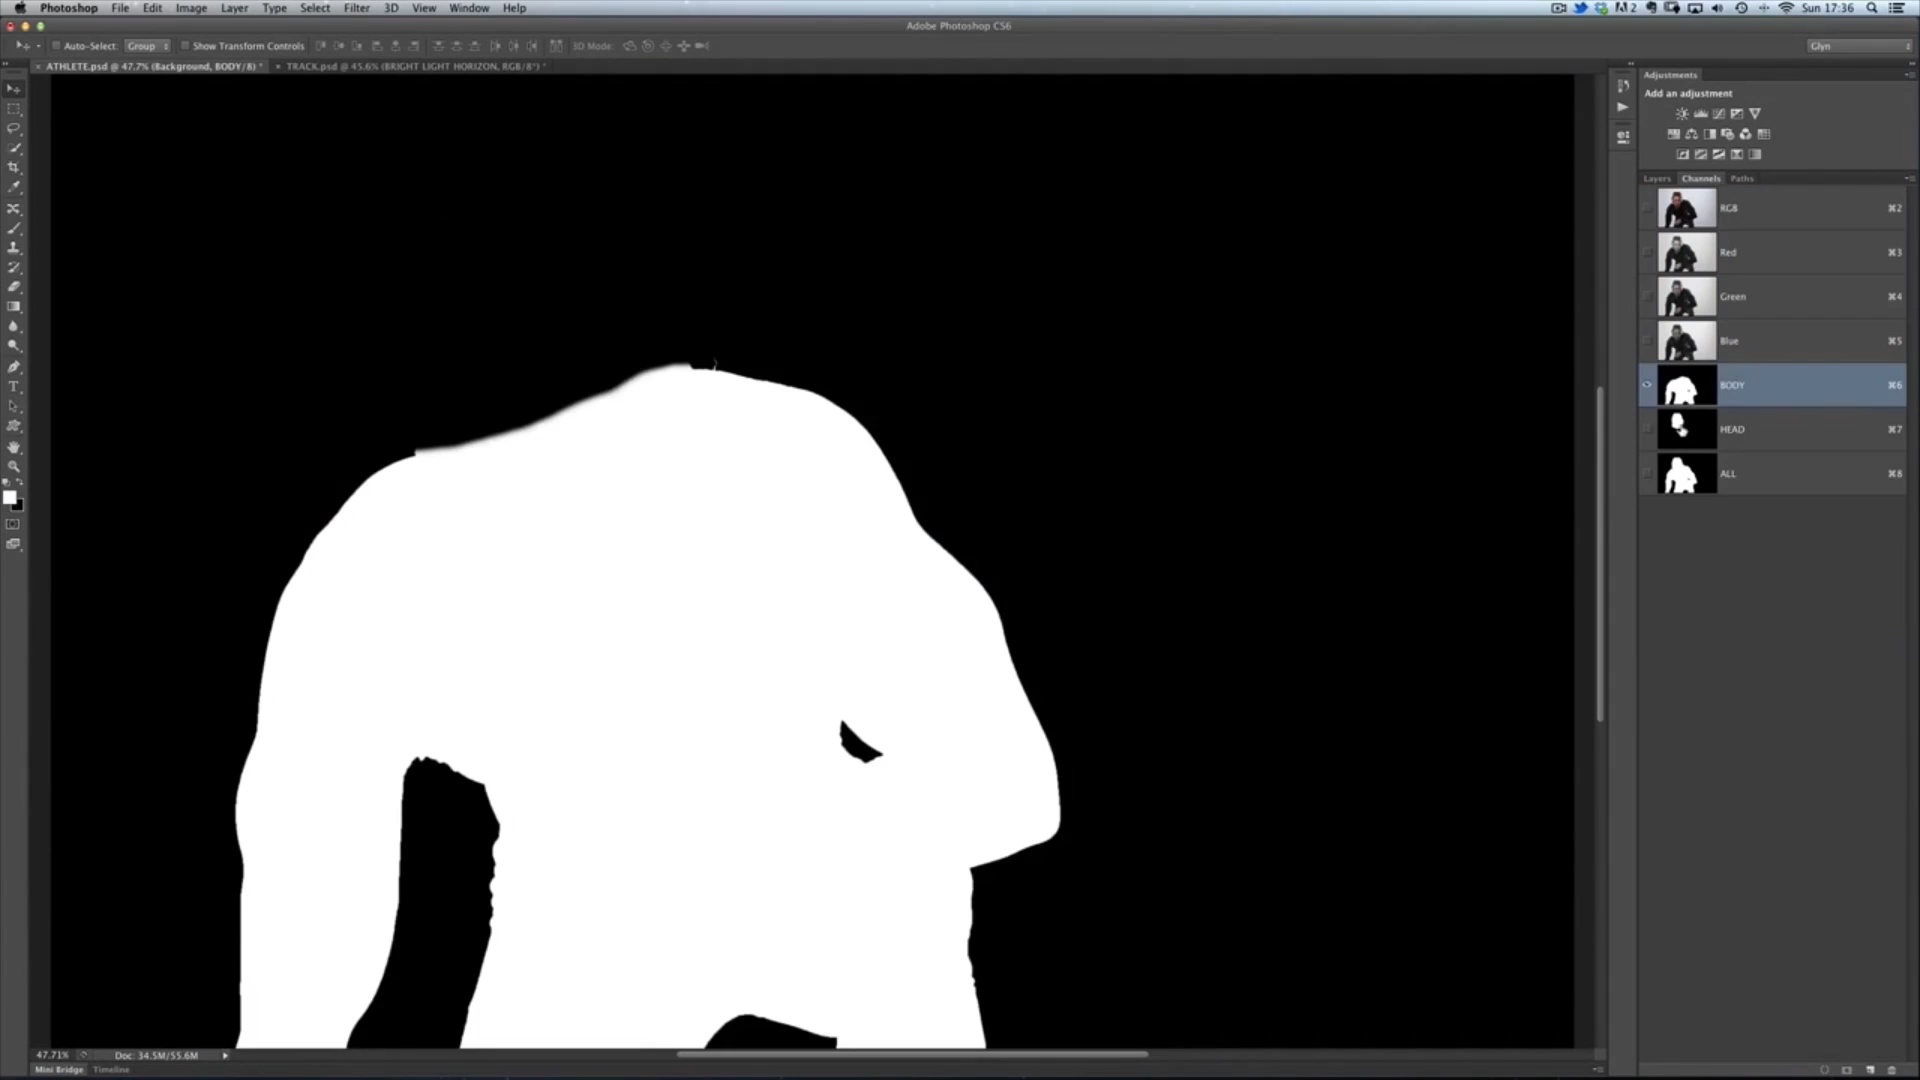 Photoshop File Edit Image Layer Type Select Filter 3D View Window Help 2 Sun 17:36
Adobe Photoshop CS6
Auto-Select: Group Show Transform Controls 3D Mode: Glyn
× ATHLETE.psd @ 47.7% (Background, BODY/8) * × TRACK.psd @ 45.6% (BRIGHT LIGHT HORIZON, RGB/8*) *
Adjustments
Add an adjustment
Layers Channels Paths
RGB ⌘2
Red ⌘3
Green ⌘4
Blue ⌘5
BODY ⌘6
HEAD ⌘7
ALL ⌘8
47.71% Doc: 34.5M/55.6M
Mini Bridge Timeline